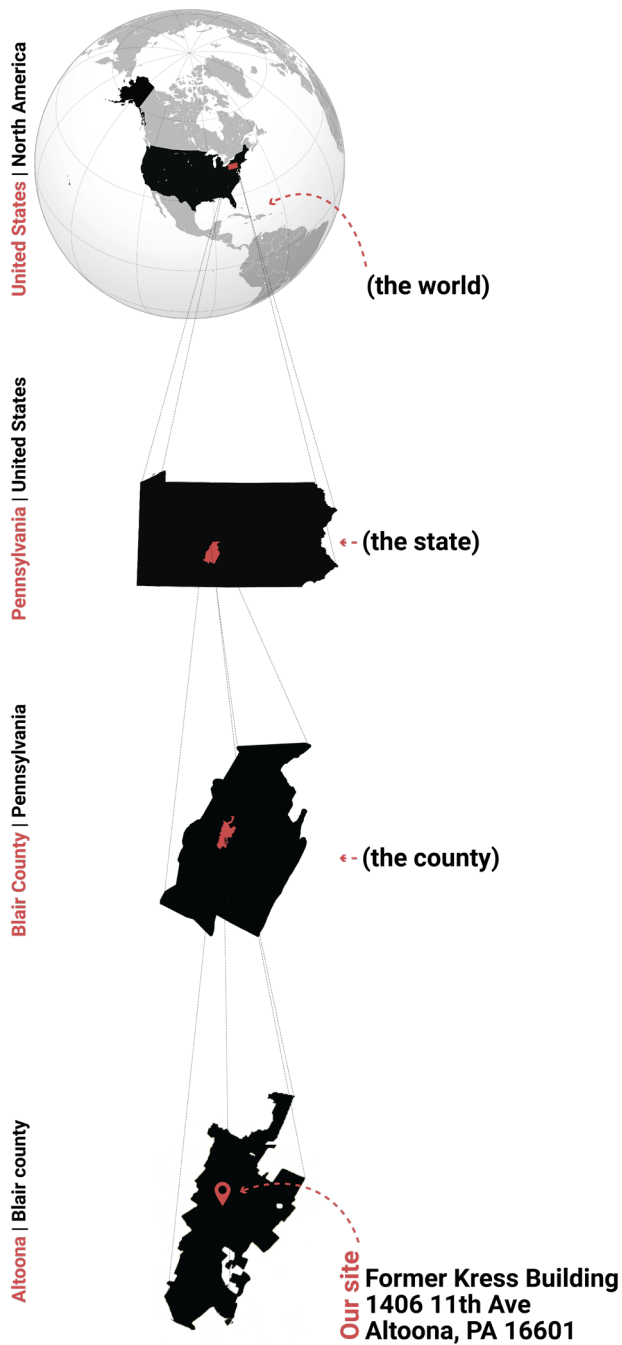 United States | North America
(the world)
Pennsylvania | United States
(the state)
Blair County | Pennsylvania
(the county)
Altoona | Blair county
Our site
Former Kress Building
1406 11th Ave
Altoona, PA 16601